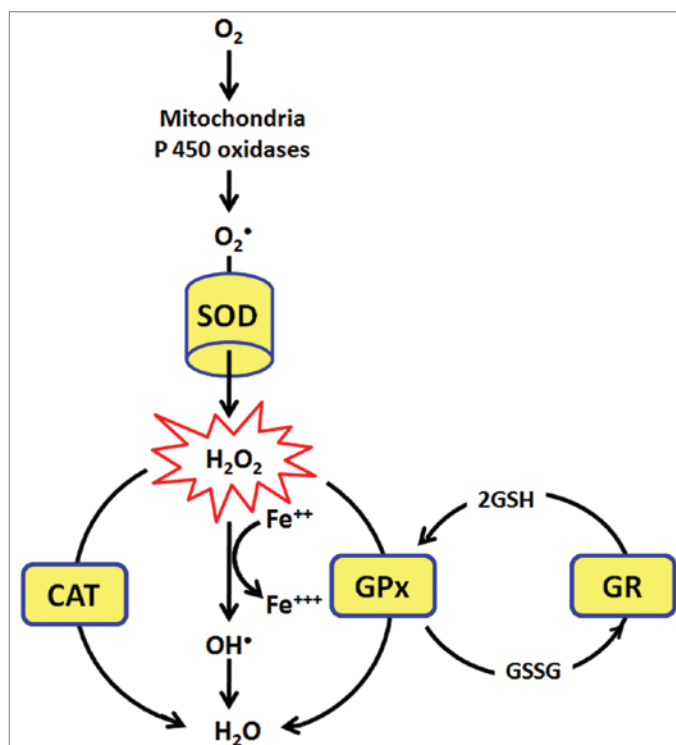 O₂
Mitochondria
P 450 oxidases
O₂•
SOD
H₂O₂
Fe⁺⁺
2GSH
CAT
GPx
GR
Fe⁺⁺⁺
OH•
GSSG
H₂O